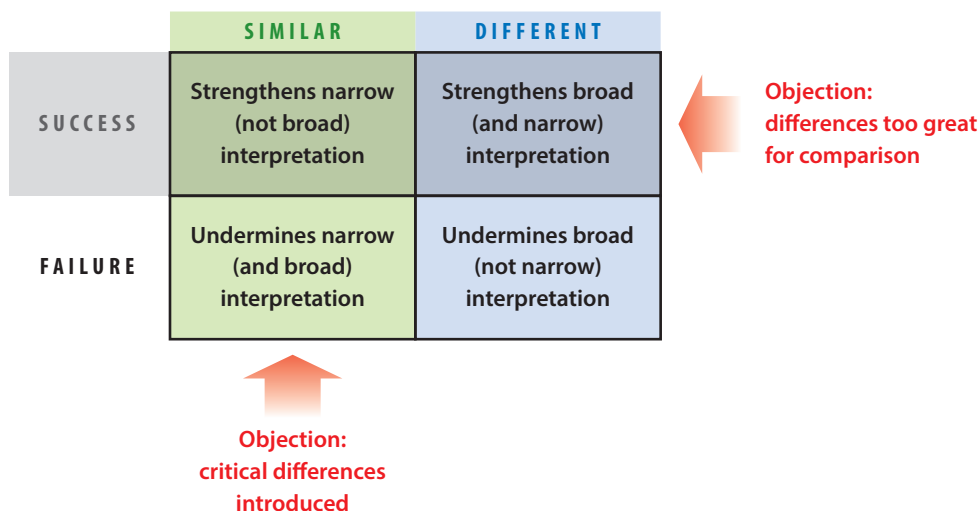 SIMILAR
DIFFERENT
SUCCESS
Strengthens narrow
(not broad)
interpretation
Strengthens broad
(and narrow)
interpretation
Objection:
differences too great
for comparison
FAILURE
Undermines narrow
(and broad)
interpretation
Undermines broad
(not narrow)
interpretation
Objection:
critical differences
introduced